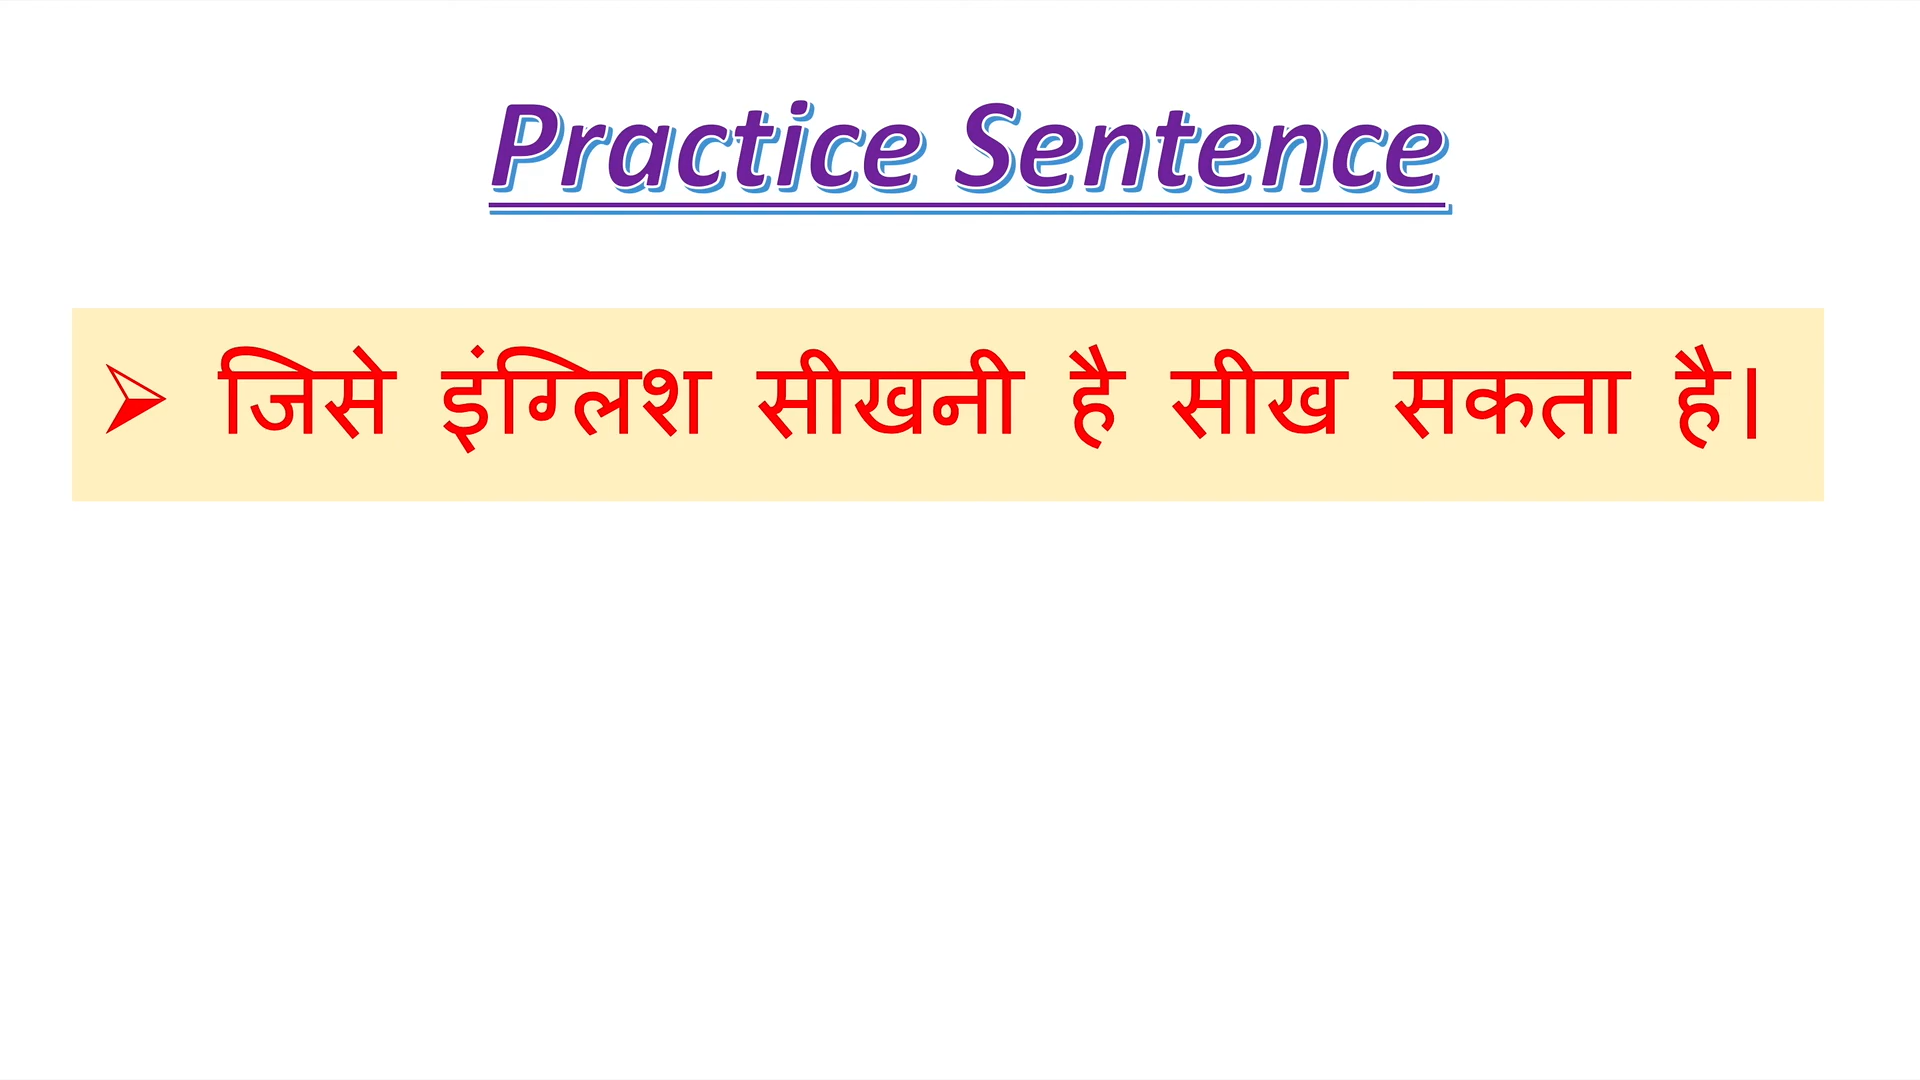 Practice Sentence
➢ जिसे इंग्लिश सीखनी है सीख सकता है।